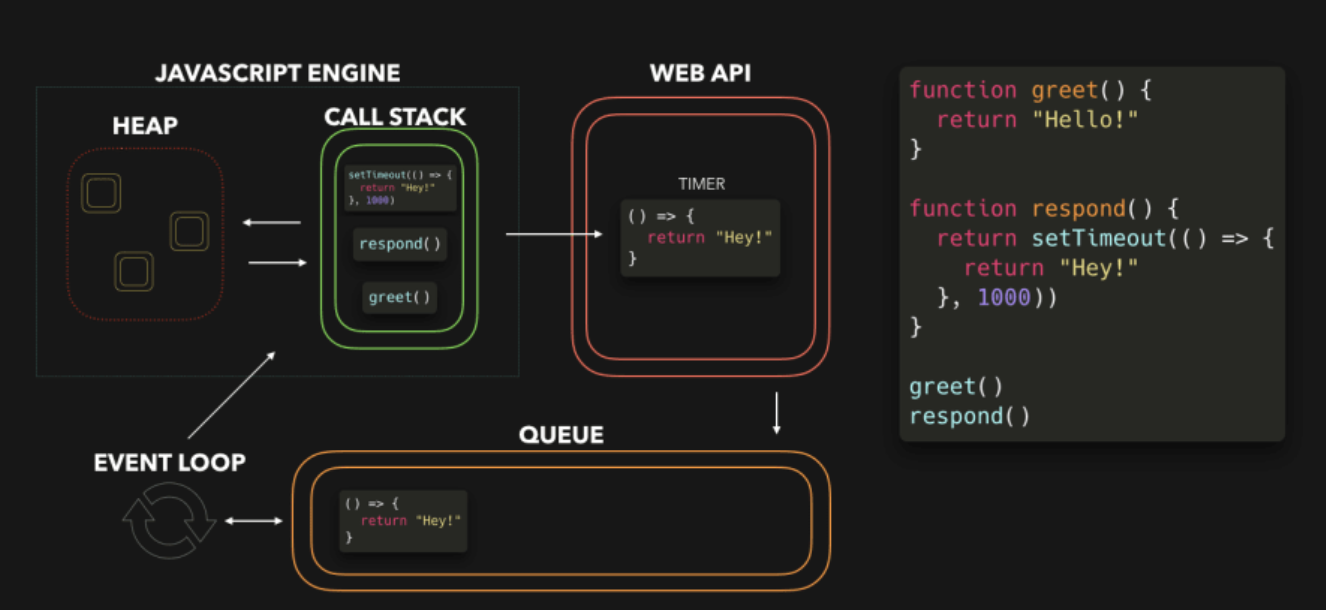 JAVASCRIPT ENGINE
HEAP
CALL STACK
setTimeout(() => {
  return "Hey!"
}, 1000)
respond()
greet()
WEB API
TIMER
() => {
  return "Hey!"
}
function greet() {
  return "Hello!"
}
function respond() {
  return setTimeout(() => {
    return "Hey!"
  }, 1000))
}
greet()
respond()
EVENT LOOP
QUEUE
() => {
  return "Hey!"
}